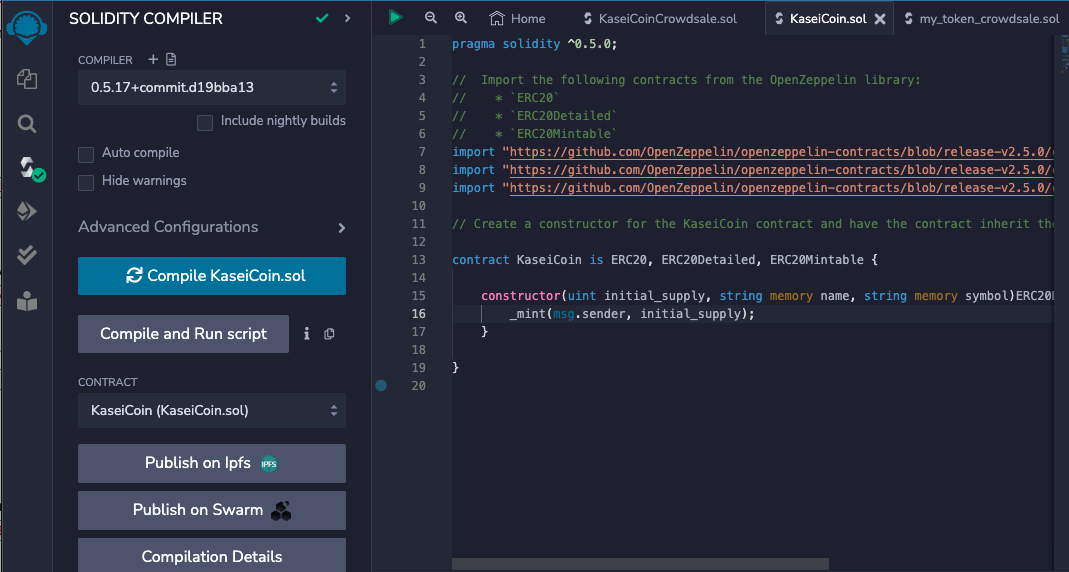 SOLIDITY COMPILER
COMPILER
0.5.17+commit.d19bba13
Include nightly builds
Auto compile
Hide warnings
Advanced Configurations
Compile KaseiCoin.sol
Compile and Run script
i
CONTRACT
KaseiCoin (KaseiCoin.sol)
Publish on Ipfs IPFS
Publish on Swarm
Compilation Details
Home KaseiCoinCrowdsale.sol KaseiCoin.sol my_token_crowdsale.sol
1 pragma solidity ^0.5.0;
2
3 //  Import the following contracts from the OpenZeppelin library:
4 //    * `ERC20`
5 //    * `ERC20Detailed`
6 //    * `ERC20Mintable`
7 import "https://github.com/OpenZeppelin/openzeppelin-contracts/blob/release-v2.5.0/
8 import "https://github.com/OpenZeppelin/openzeppelin-contracts/blob/release-v2.5.0/
9 import "https://github.com/OpenZeppelin/openzeppelin-contracts/blob/release-v2.5.0/
10
11 // Create a constructor for the KaseiCoin contract and have the contract inherit the
12
13 contract KaseiCoin is ERC20, ERC20Detailed, ERC20Mintable {
14
15     constructor(uint initial_supply, string memory name, string memory symbol)ERC20
16         _mint(msg.sender, initial_supply);
17     }
18
19 }
20